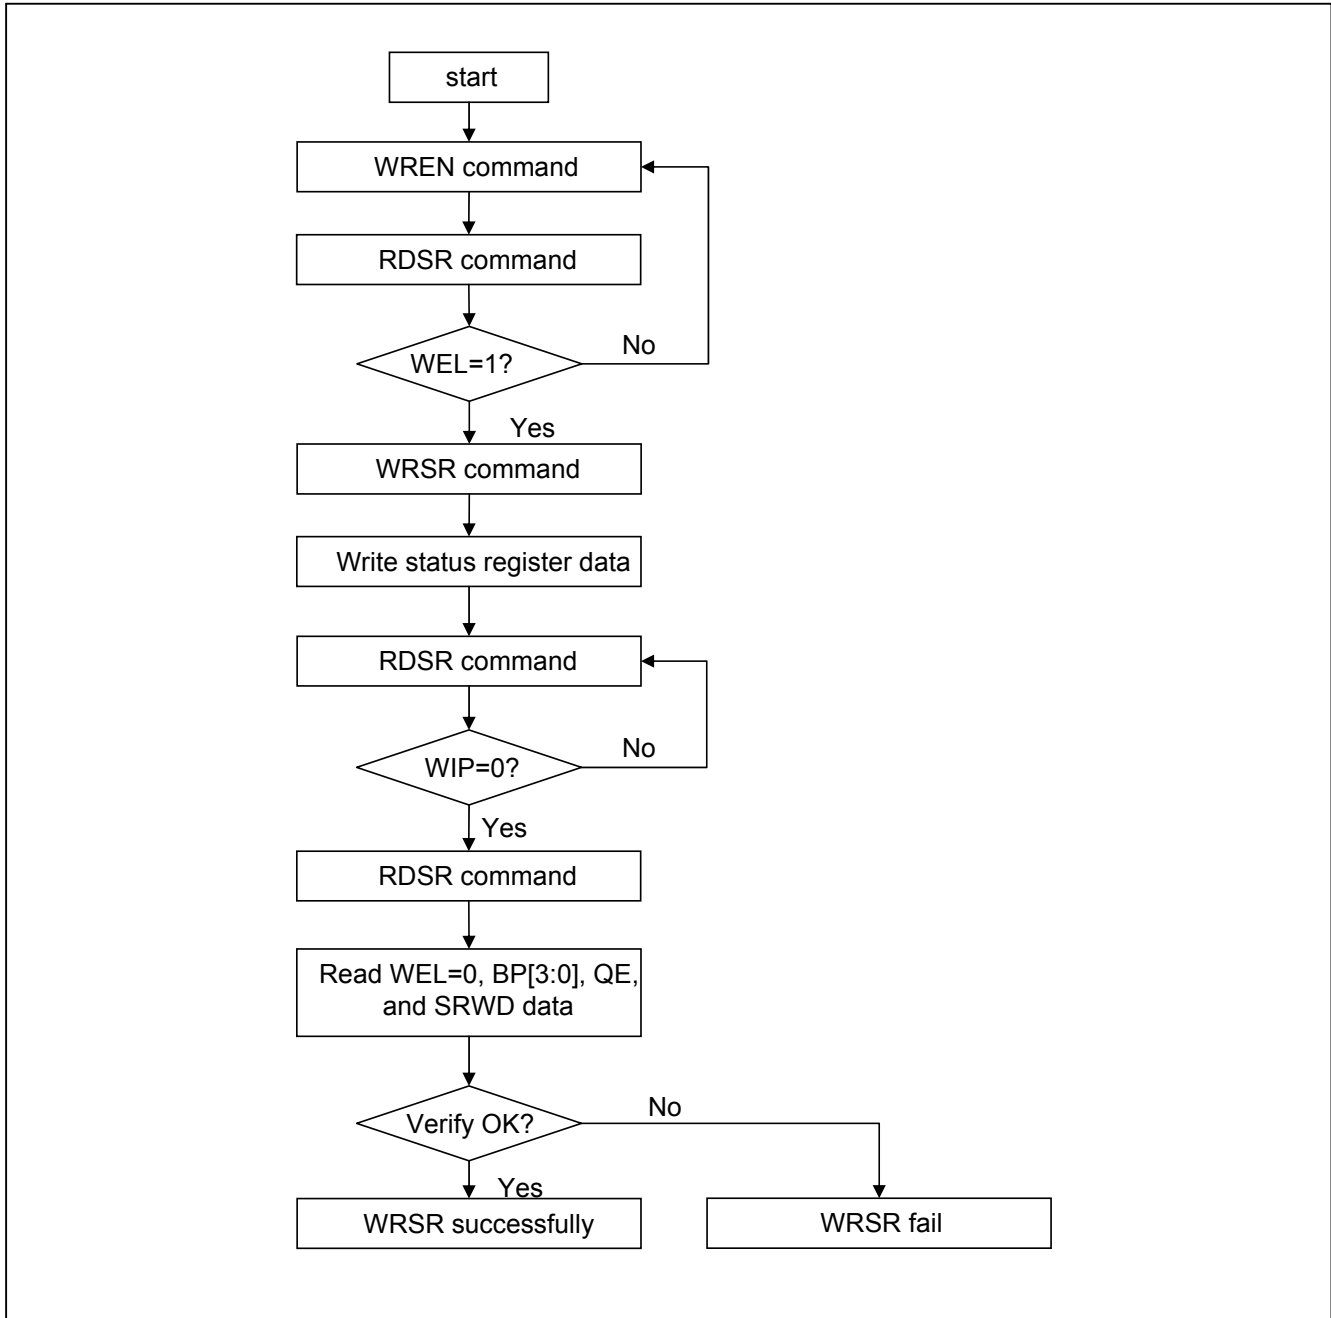 start
WREN command
RDSR command
WEL=1?
No
Yes
WRSR command
Write status register data
RDSR command
WIP=0?
No
Yes
RDSR command
Read WEL=0, BP[3:0], QE,
and SRWD data
Verify OK?
No
Yes
WRSR successfully
WRSR fail